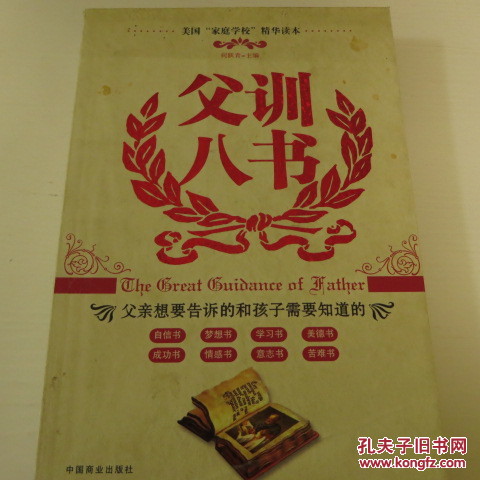 美国“家庭学校”精华读本
主编
父训
八书
The Great Guidance of Father
父亲想要告诉的和孩子需要知道的
自信书 梦想书 学习书 美德书
成功书 情感书 意志书 苦难书
中国商业出版社
孔夫子旧书网
KONGFZ.COM